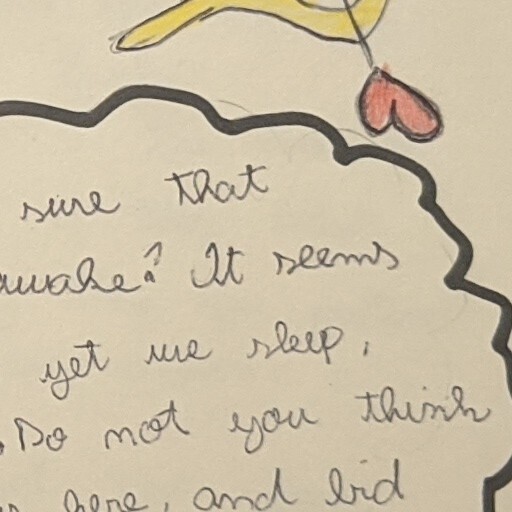 sure that
awake? It seems
yet we sleep,
Do not you think
here, and bid